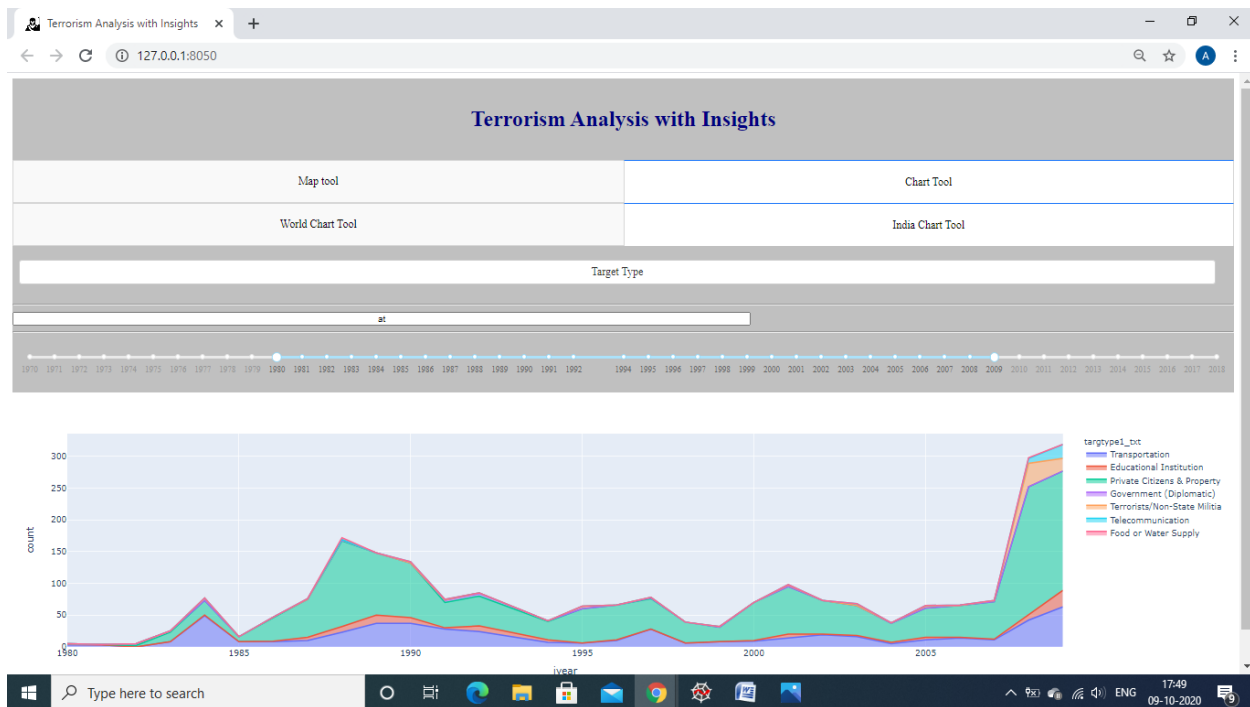 Terrorism Analysis with Insights
127.0.0.1:8050
A
Terrorism Analysis with Insights
Map tool
Chart Tool
World Chart Tool
India Chart Tool
Target Type
at
1970 1971 1972 1973 1974 1975 1976 1977 1978 1979 1980 1981 1982 1983 1984 1985 1986 1987 1988 1989 1990 1991 1992 1994 1995 1996 1997 1998 1999 2000 2001 2002 2003 2004 2005 2006 2007 2008 2009 2010 2011 2012 2013 2014 2015 2016 2017 2018
300
250
200
150
100
50
0
count
1980 1985 1990 1995 2000 2005
iyear
targtype1_txt
Transportation
Educational Institution
Private Citizens & Property
Government (Diplomatic)
Terrorists/Non-State Militia
Telecommunication
Food or Water Supply
Type here to search
ENG
17:49
09-10-2020
9